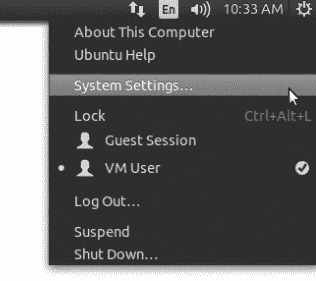 En 10:33 AM
About This Computer
Ubuntu Help
System Settings...
Lock Ctrl+Alt+L
Guest Session
VM User
Log Out...
Suspend
Shut Down...